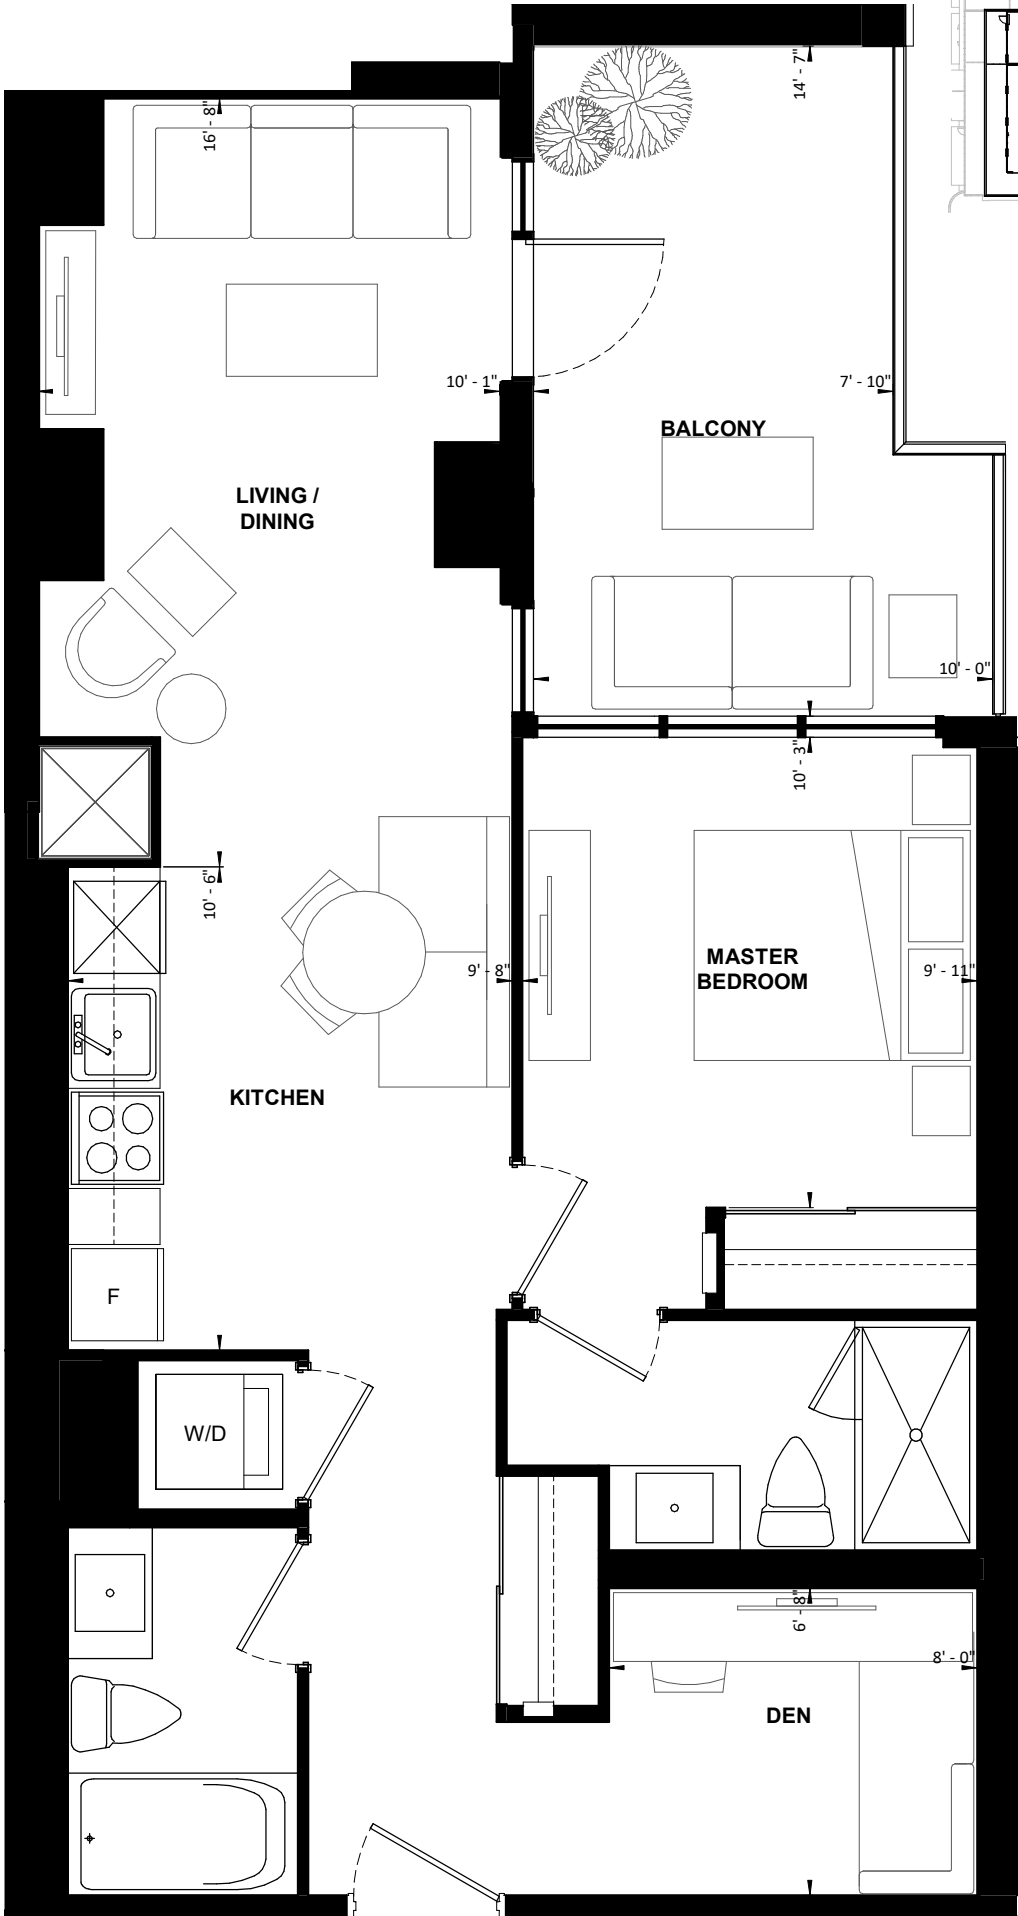 14' - 7"
16' - 8"
10' - 1"
7' - 10"
BALCONY
LIVING /
DINING
10' - 0"
10' - 3"
10' - 6"
9' - 8"
MASTER
BEDROOM
9' - 11"
KITCHEN
F
W/D
6' - 8"
8' - 0"
DEN